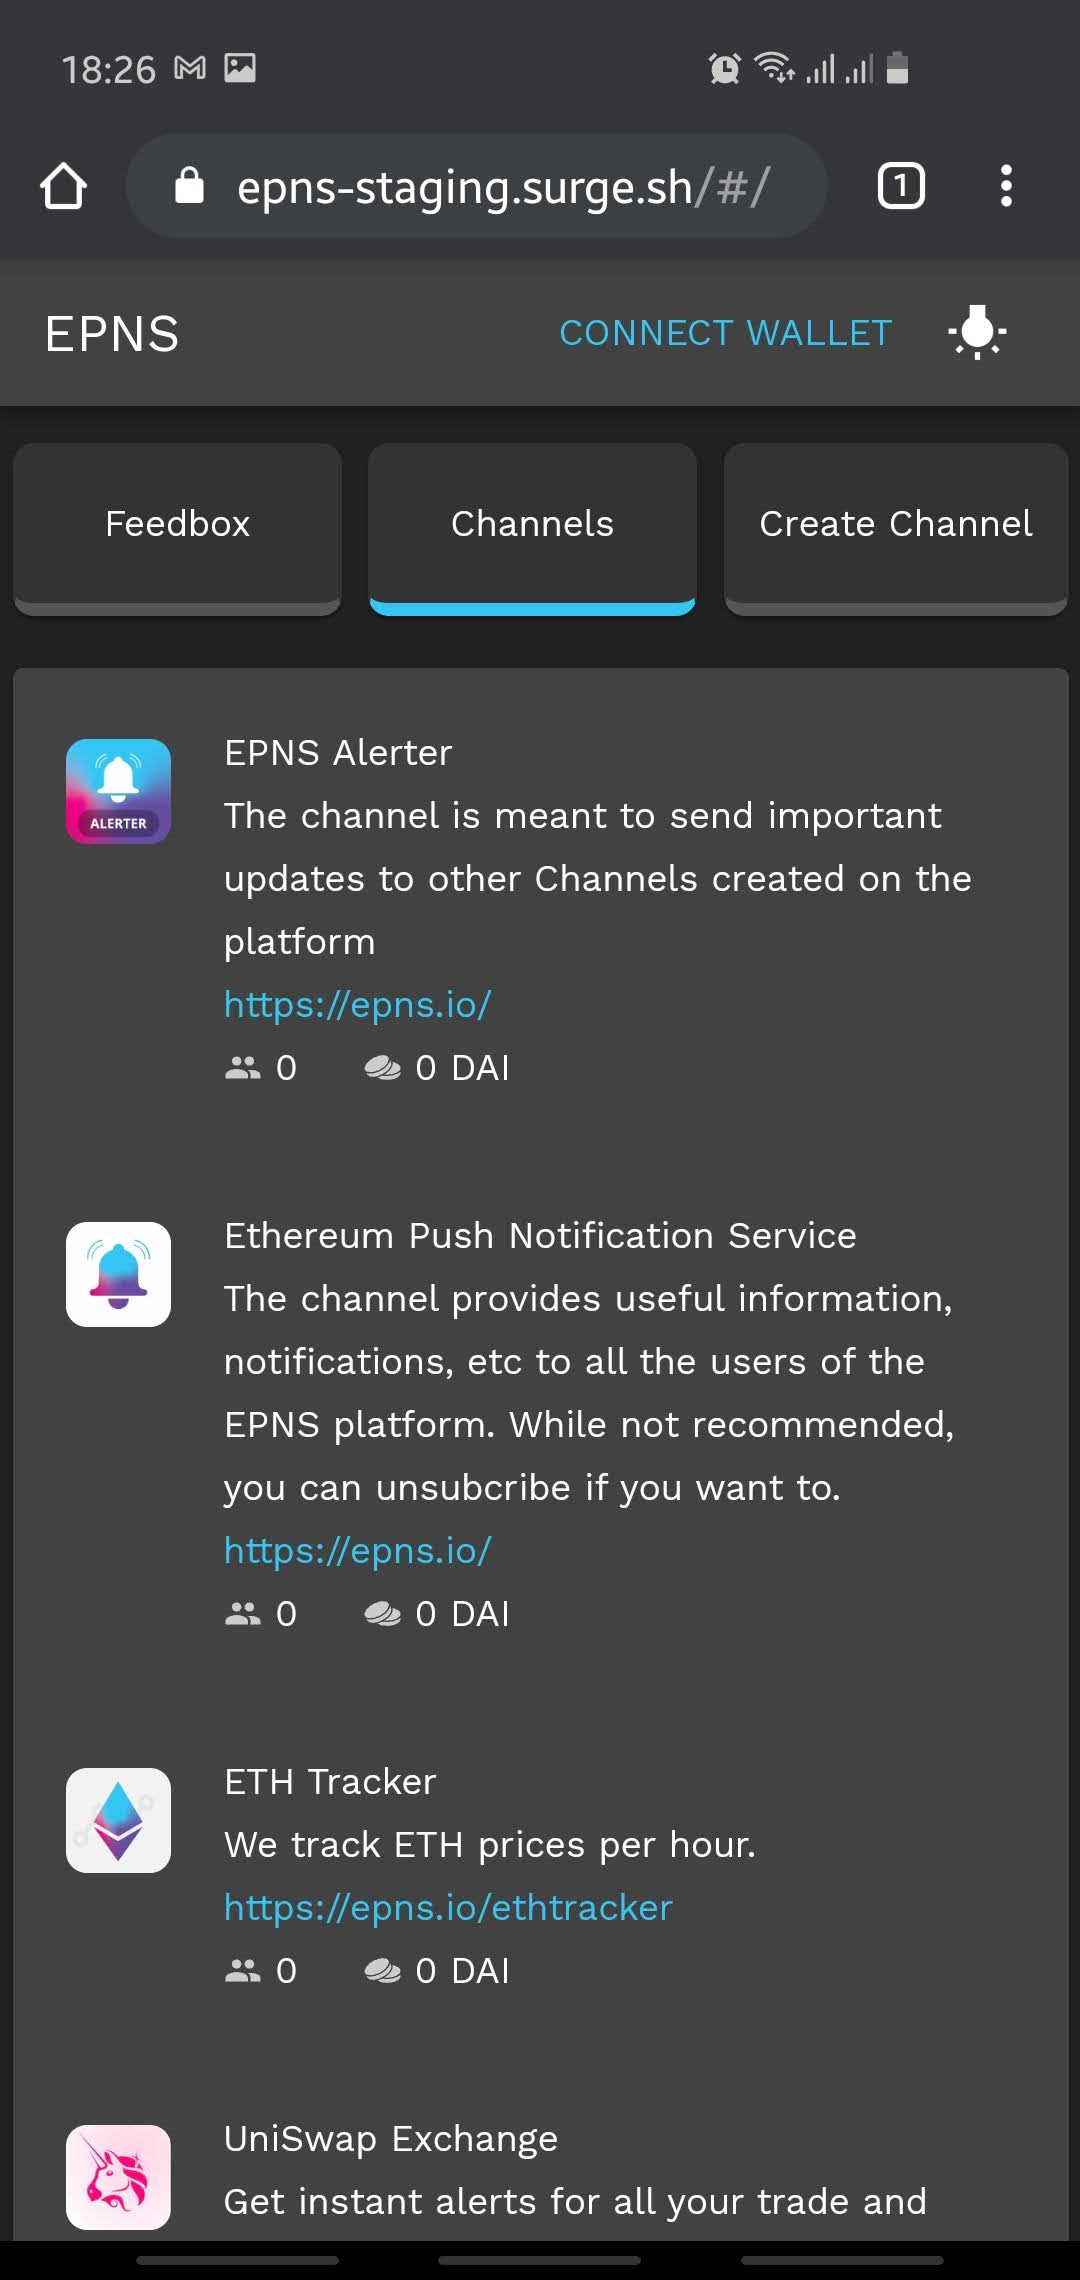 18:26
epns-staging.surge.sh/#/
1
EPNS
CONNECT WALLET
Feedbox
Channels
Create Channel
ALERTER
EPNS Alerter
The channel is meant to send important
updates to other Channels created on the
platform
https://epns.io/
0
0 DAI
Ethereum Push Notification Service
The channel provides useful information,
notifications, etc to all the users of the
EPNS platform. While not recommended,
you can unsubcribe if you want to.
https://epns.io/
0
0 DAI
ETH Tracker
We track ETH prices per hour.
https://epns.io/ethtracker
0
0 DAI
UniSwap Exchange
Get instant alerts for all your trade and